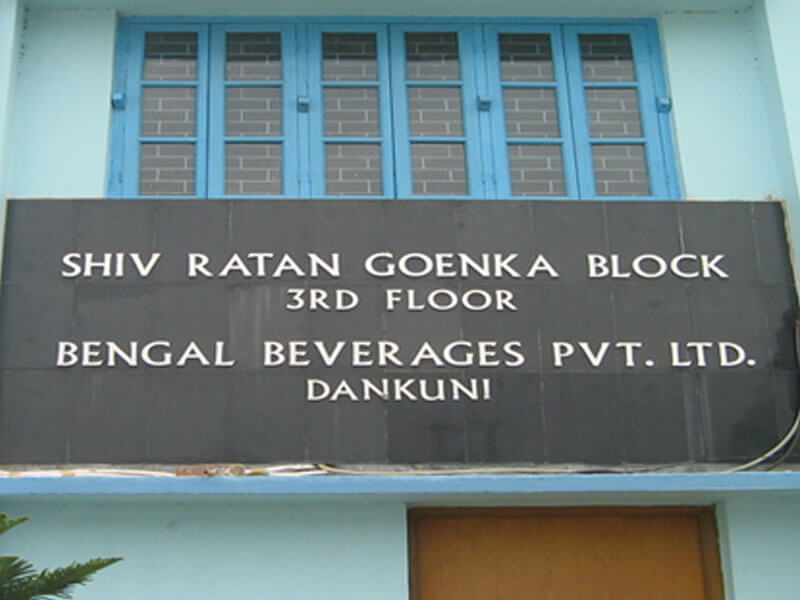 SHIV RATAN GOENKA BLOCK
3RD FLOOR
BENGAL BEVERAGES PVT. LTD.
DANKUNI